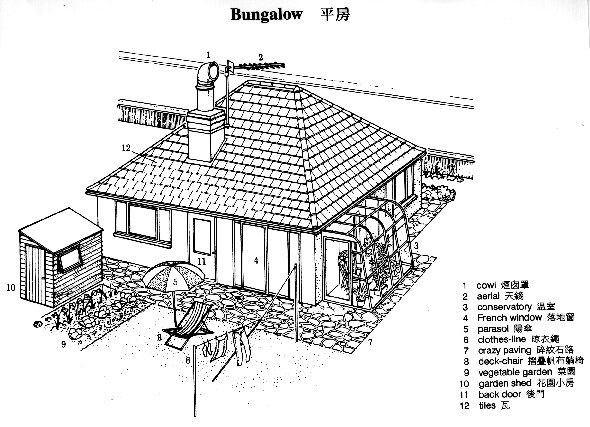 Bungalow 平房
1
2
12
3
11
4
5
10
8
6
9
7
1 cowl 煙囱罩
2 aerial 天綫
3 conservatory 溫室
4 French window 落地窗
5 parasol 陽傘
6 clothes-line 晾衣繩
7 crazy paving 碎紋石路
8 deck-chair 摺疊帆布躺椅
9 vegetable garden 菜園
10 garden shed 花園小房
11 back door 後門
12 tiles 瓦